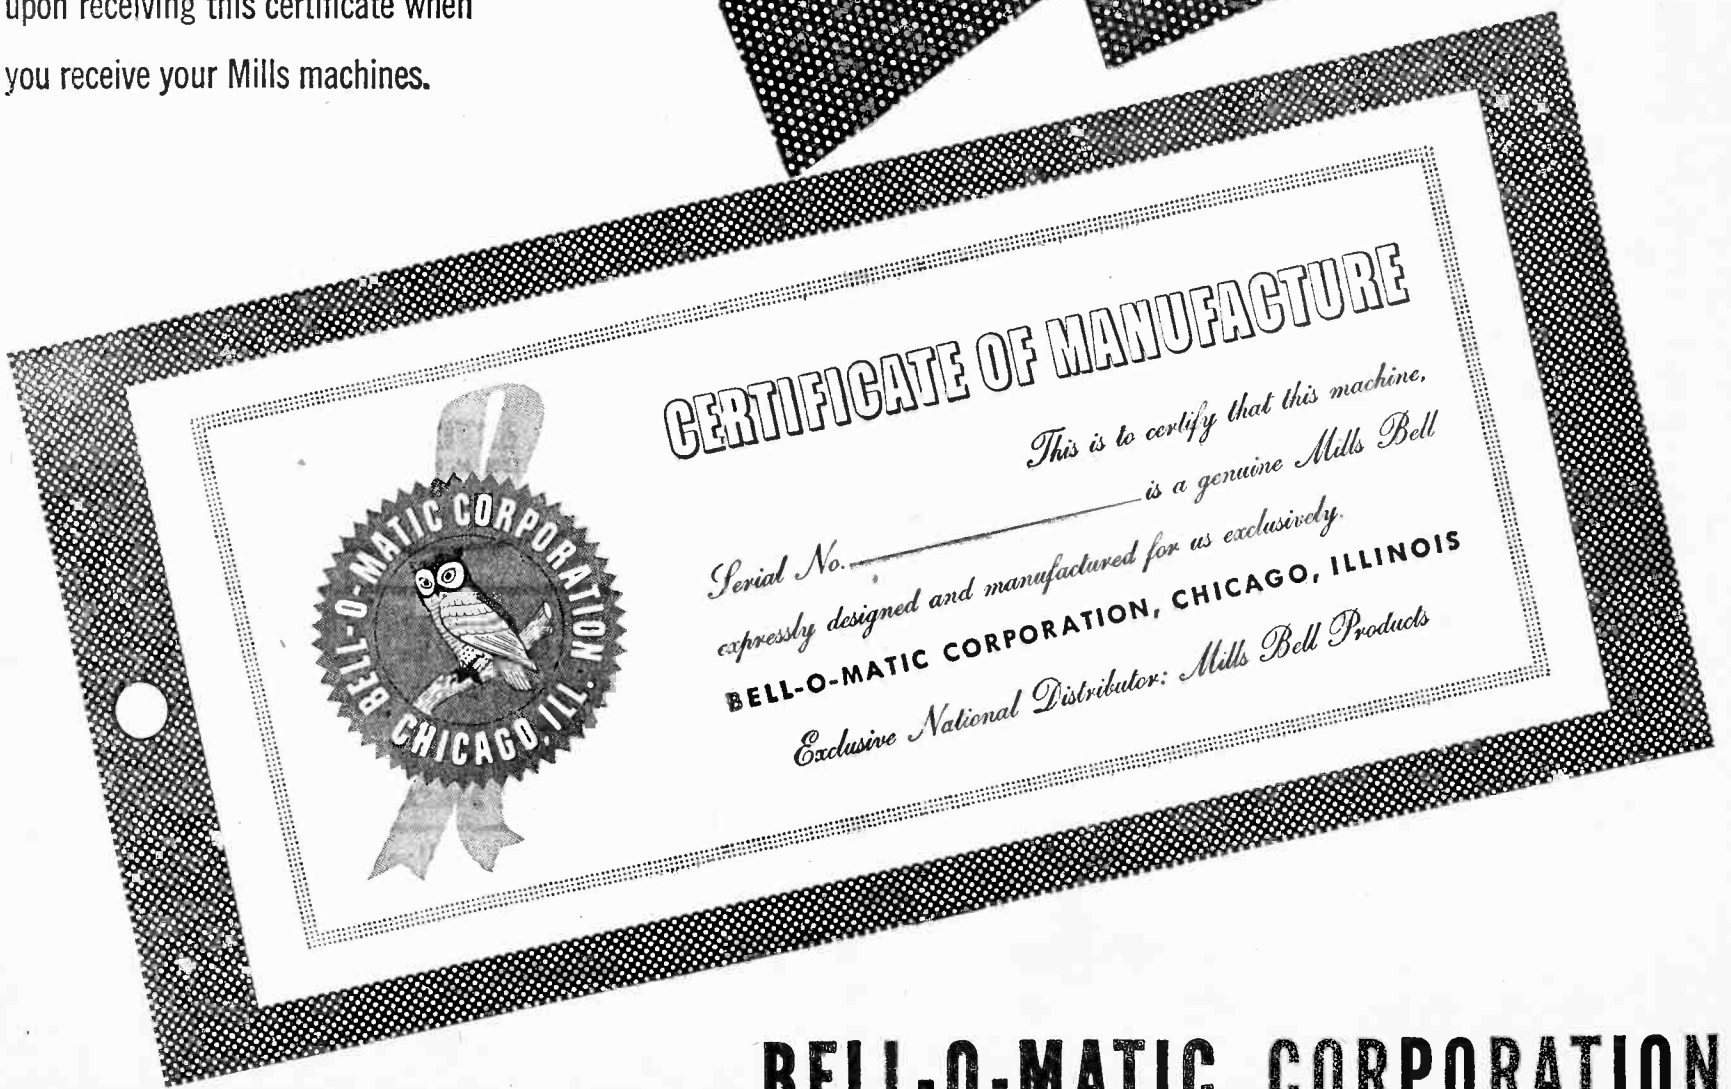 upon receiving this certificate when
you receive your Mills machines.
CERTIFICATE OF MANUFACTURE
This is to certify that this machine,
Serial No. is a genuine Mills Bell
expressly designed and manufactured for us exclusively.
BELL-O-MATIC CORPORATION, CHICAGO, ILLINOIS
Exclusive National Distributor: Mills Bell Products
BELL-O-MATIC CORPORATION
CHICAGO, ILL.
BELL-O-MATIC CORPORATION